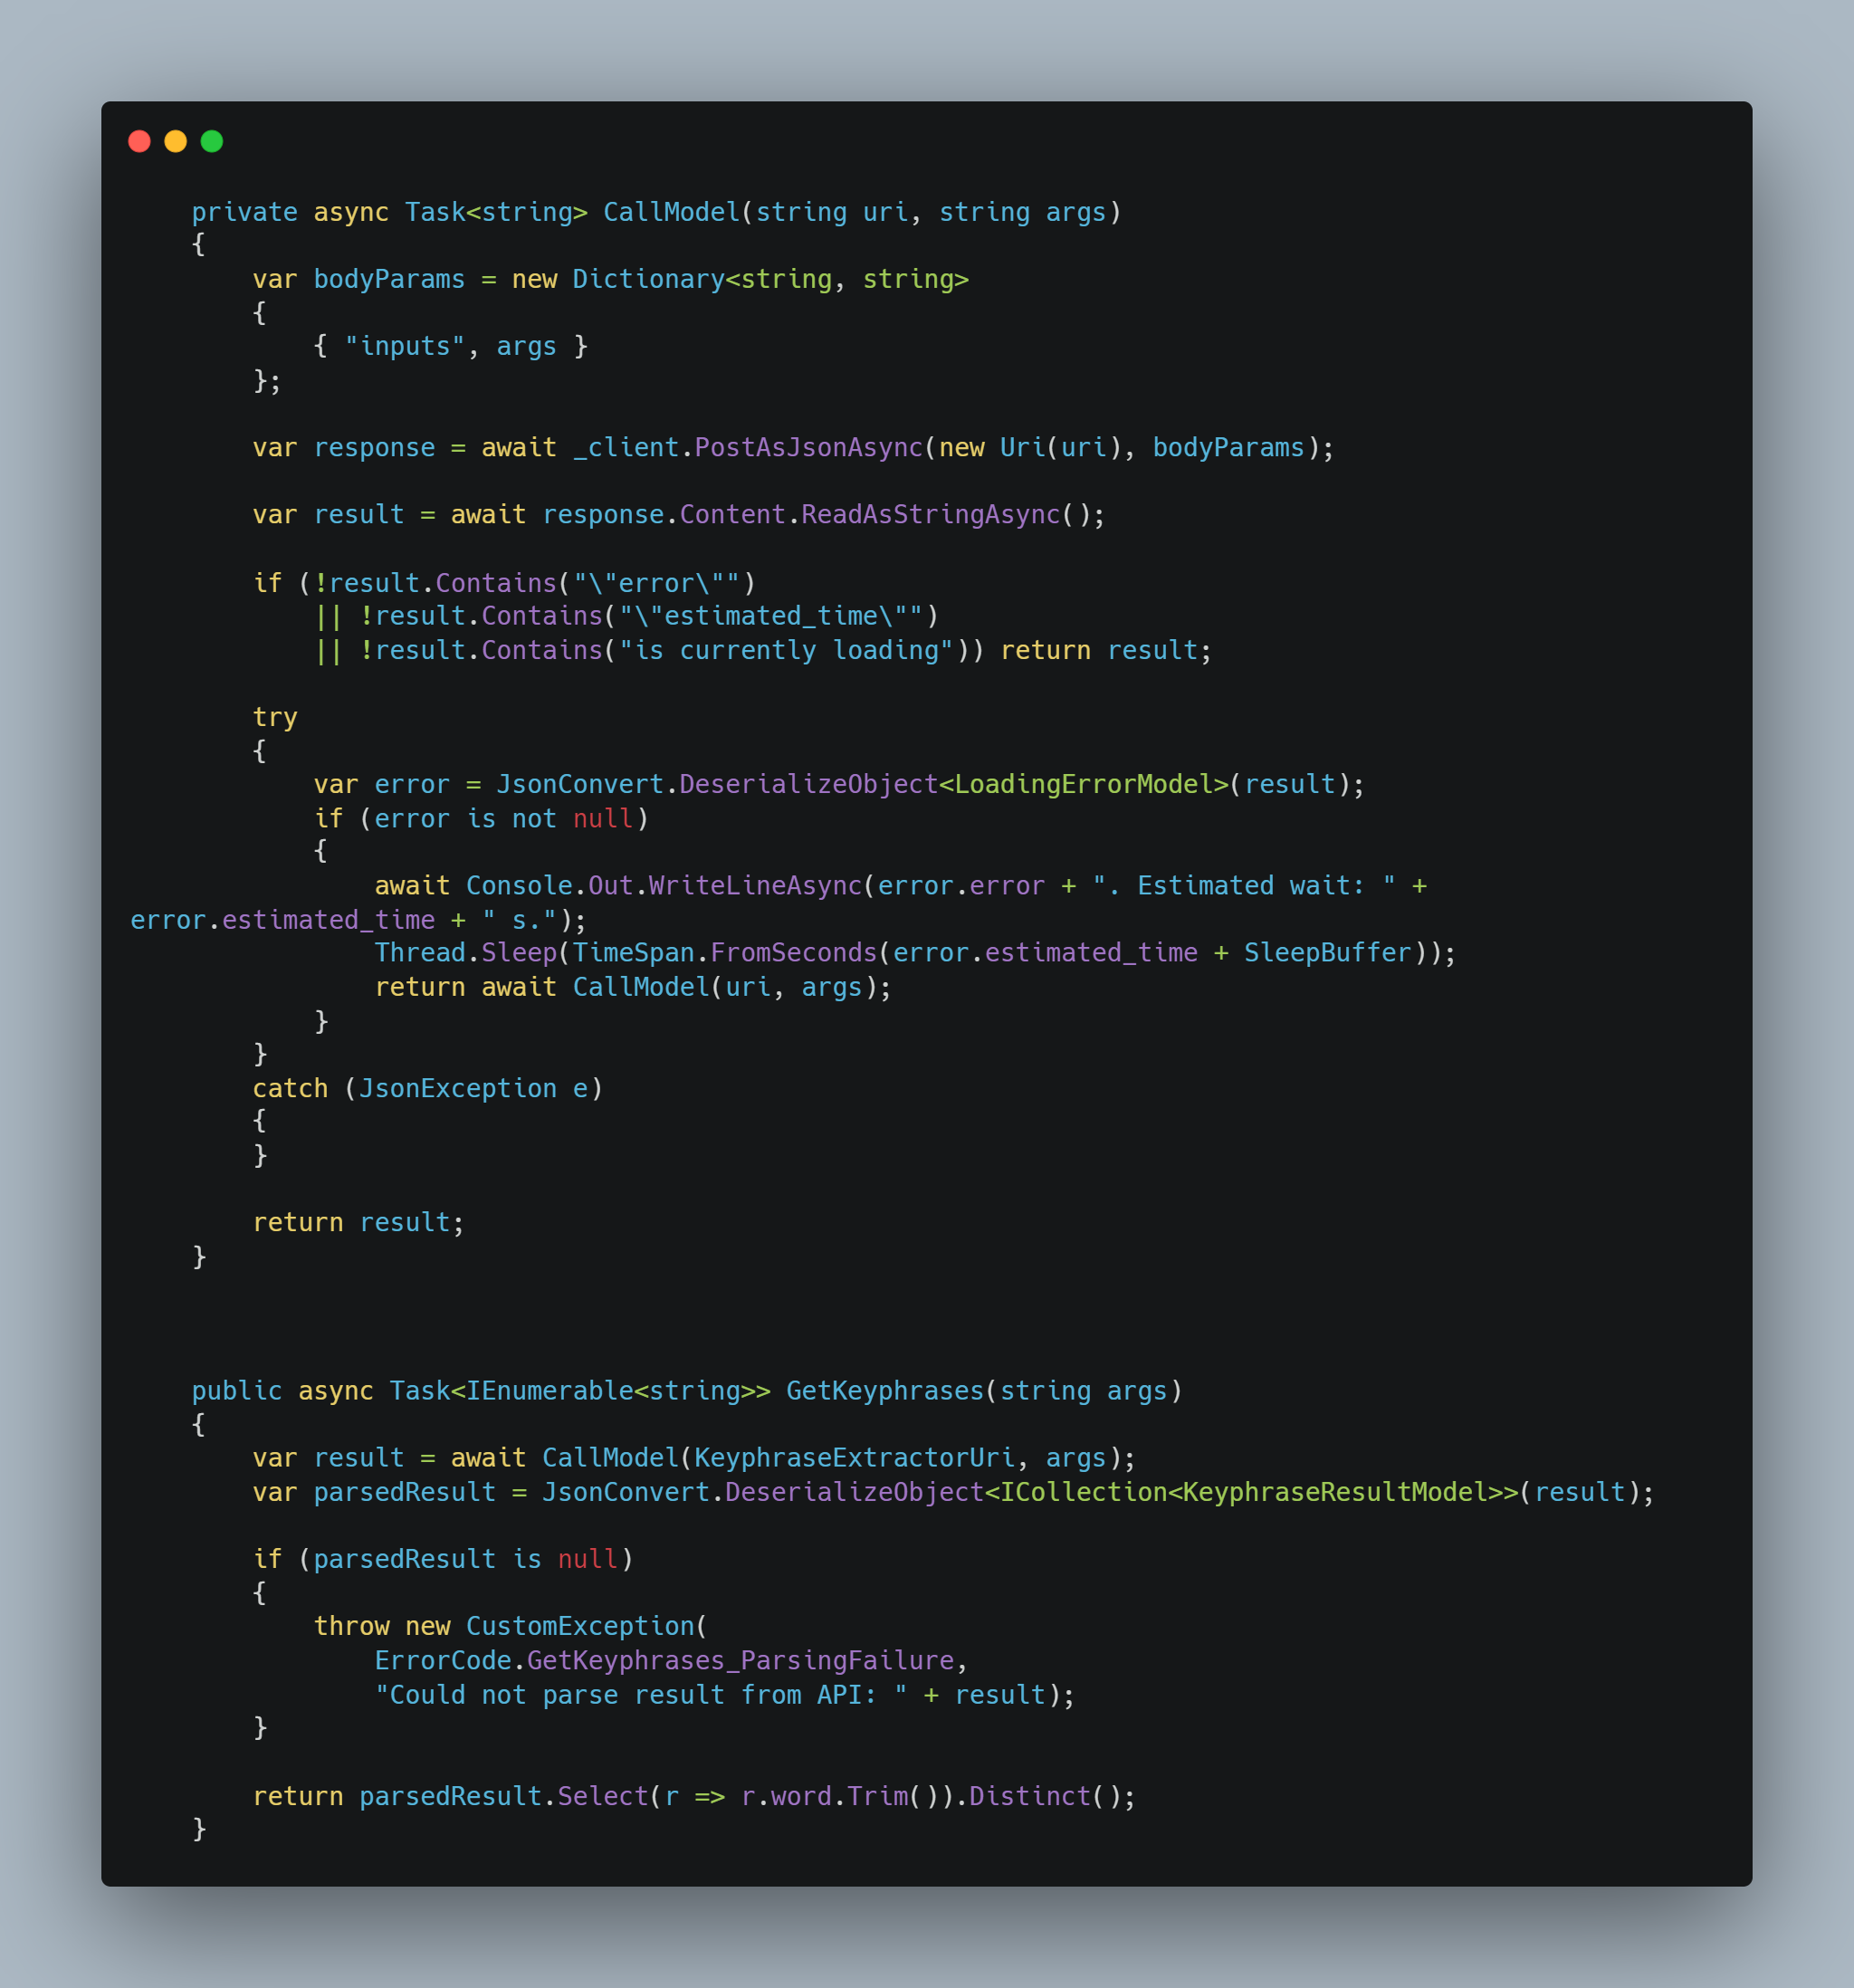 private async Task<string> CallModel(string uri, string args)
    {
        var bodyParams = new Dictionary<string, string>
        {
            { "inputs", args }
        };

        var response = await _client.PostAsJsonAsync(new Uri(uri), bodyParams);

        var result = await response.Content.ReadAsStringAsync();

        if (!result.Contains("\"error\"")
            || !result.Contains("\"estimated_time\"")
            || !result.Contains("is currently loading")) return result;

        try
        {
            var error = JsonConvert.DeserializeObject<LoadingErrorModel>(result);
            if (error is not null)
            {
                await Console.Out.WriteLineAsync(error.error + ". Estimated wait: " +
error.estimated_time + " s.");
                Thread.Sleep(TimeSpan.FromSeconds(error.estimated_time + SleepBuffer));
                return await CallModel(uri, args);
            }
        }
        catch (JsonException e)
        {
        }

        return result;
    }

    public async Task<IEnumerable<string>> GetKeyphrases(string args)
    {
        var result = await CallModel(KeyphraseExtractorUri, args);
        var parsedResult = JsonConvert.DeserializeObject<ICollection<KeyphraseResultModel>>(result);

        if (parsedResult is null)
        {
            throw new CustomException(
                ErrorCode.GetKeyphrases_ParsingFailure,
                "Could not parse result from API: " + result);
        }

        return parsedResult.Select(r => r.word.Trim()).Distinct();
    }